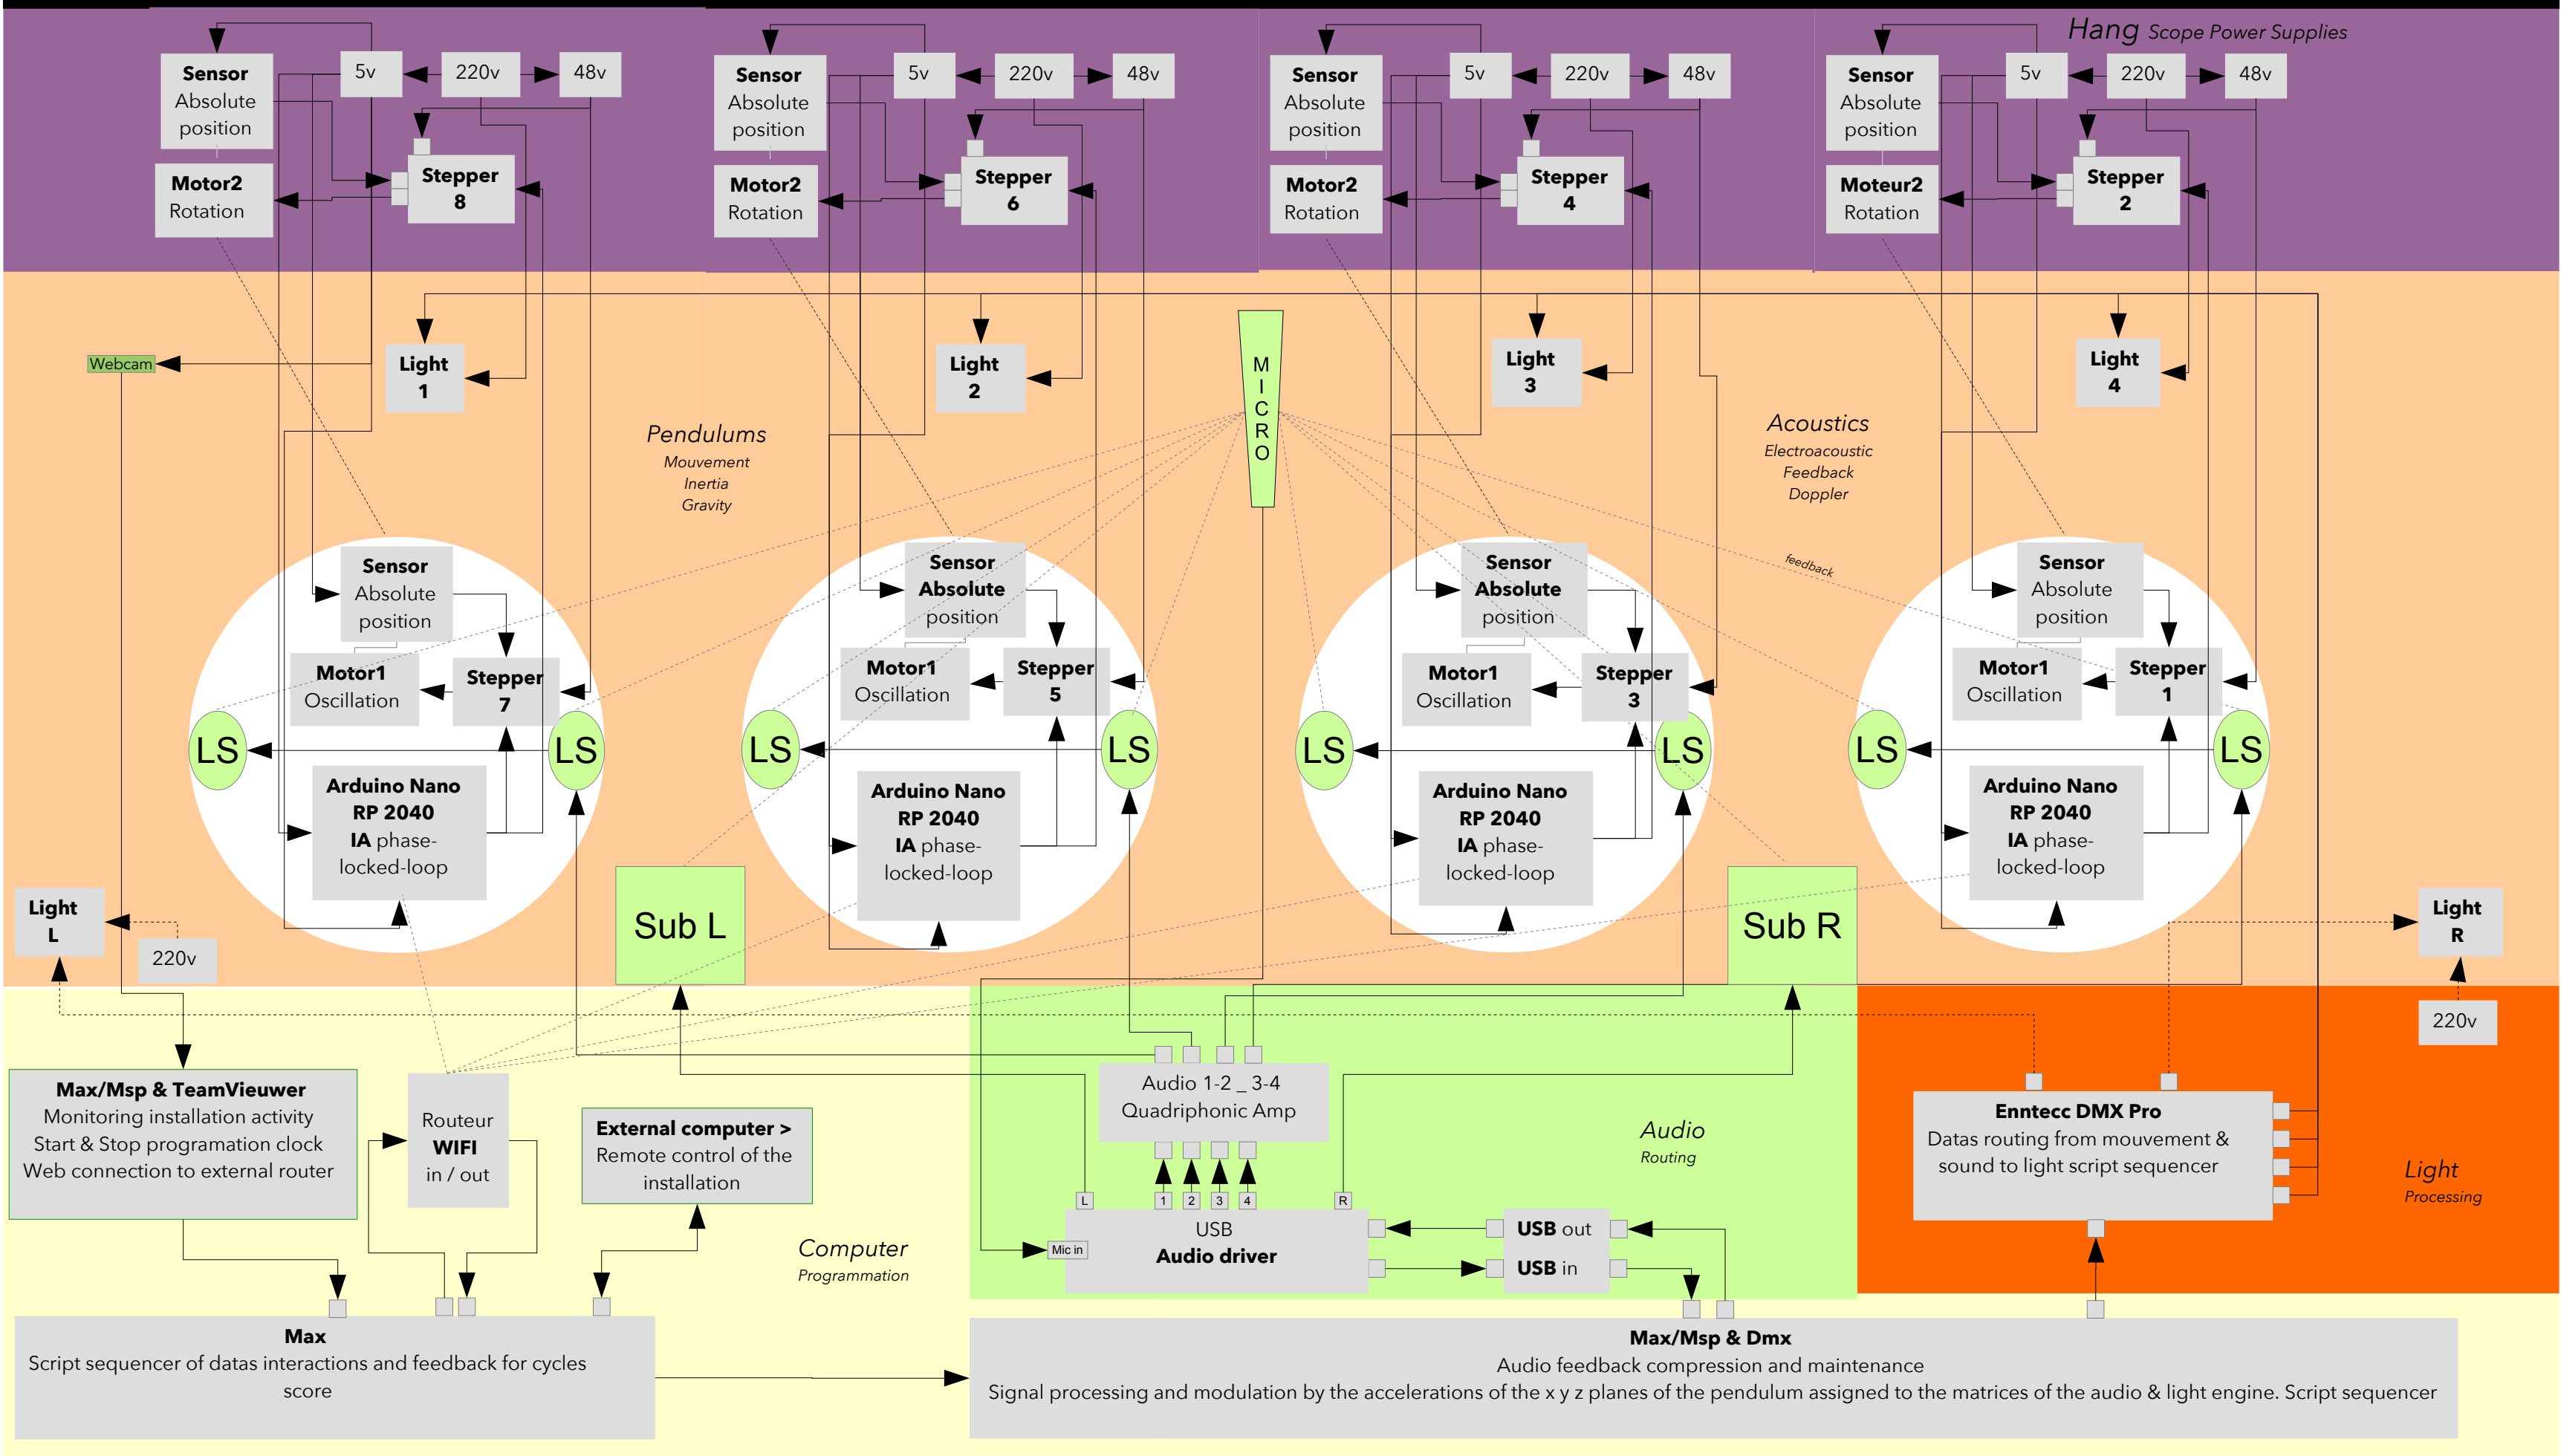 Hang Scope Power Supplies
Sensor
Absolute
position
5v
220v
48v
Motor2
Rotation
Stepper
8
Sensor
Absolute
position
5v
220v
48v
Motor2
Rotation
Stepper
6
Sensor
Absolute
position
5v
220v
48v
Motor2
Rotation
Stepper
4
Sensor
Absolute
position
5v
220v
48v
Moteur2
Rotation
Stepper
2
Webcam
Light
1
Light
2
MICRO
Light
3
Light
4
Pendulums
Mouvement
Inertia
Gravity
Acoustics
Electroacoustic
Feedback
Doppler
feedback
Sensor
Absolute
position
Motor1
Oscillation
Stepper
7
LS
LS
Arduino Nano
RP 2040
IA phase-
locked-loop
Sensor
Absolute
position
Motor1
Oscillation
Stepper
5
LS
LS
Arduino Nano
RP 2040
IA phase-
locked-loop
Sensor
Absolute
position
Motor1
Oscillation
Stepper
3
LS
LS
Arduino Nano
RP 2040
IA phase-
locked-loop
Sensor
Absolute
position
Motor1
Oscillation
Stepper
1
LS
LS
Arduino Nano
RP 2040
IA phase-
locked-loop
Light
L
220v
Sub L
Sub R
Light
R
220v
Max/Msp & TeamVieuwer
Monitoring installation activity
Start & Stop programation clock
Web connection to external router
Routeur
WIFI
in / out
External computer >
Remote control of the
installation
Computer
Programmation
Audio 1-2 _ 3-4
Quadriphonic Amp
L
1
2
3
4
R
Mic in
USB
Audio driver
USB out
USB in
Audio
Routing
Enntecc DMX Pro
Datas routing from mouvement &
sound to light script sequencer
Light
Processing
Max
Script sequencer of datas interactions and feedback for cycles
score
Max/Msp & Dmx
Audio feedback compression and maintenance
Signal processing and modulation by the accelerations of the x y z planes of the pendulum assigned to the matrices of the audio & light engine. Script sequencer